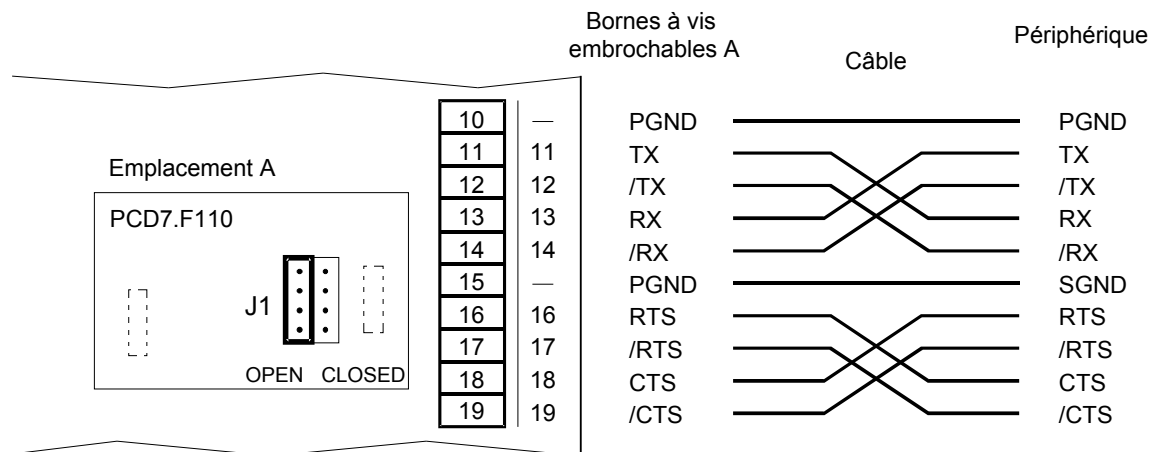 Bornes à vis
embrochables A
Câble
Périphérique
Emplacement A
PCD7.F110
J1
OPEN CLOSED
10 — PGND PGND
11 11 TX TX
12 12 /TX /TX
13 13 RX RX
14 14 /RX /RX
15 — PGND SGND
16 16 RTS RTS
17 17 /RTS /RTS
18 18 CTS CTS
19 19 /CTS /CTS